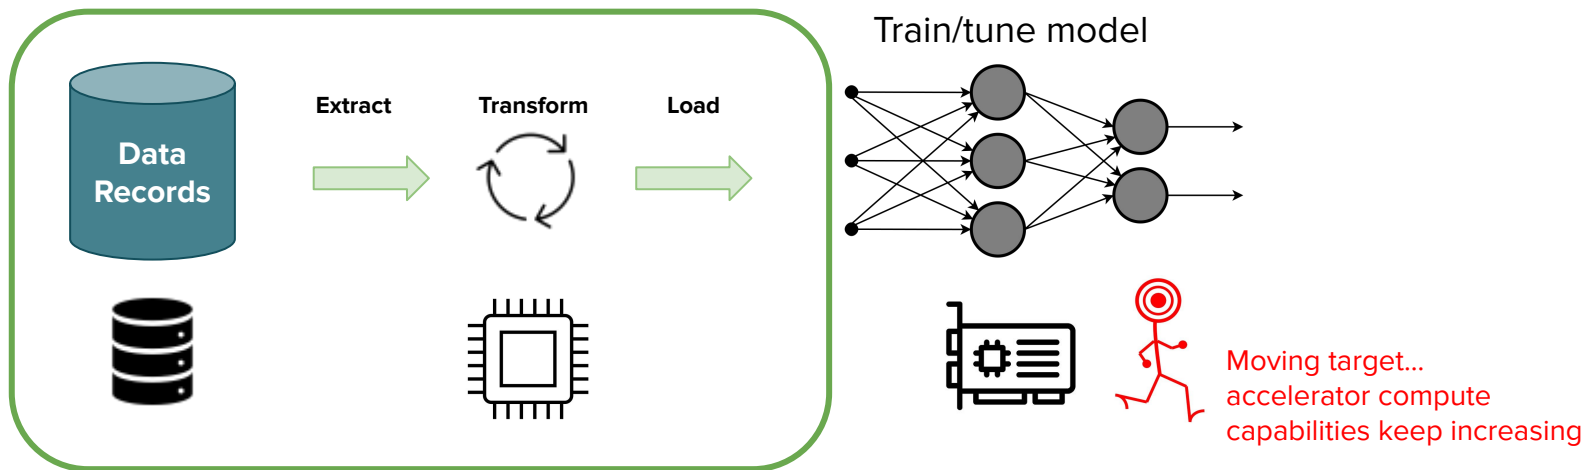 Train/tune model
Extract
Transform
Load
Data
Records
Moving target...
accelerator compute
capabilities keep increasing